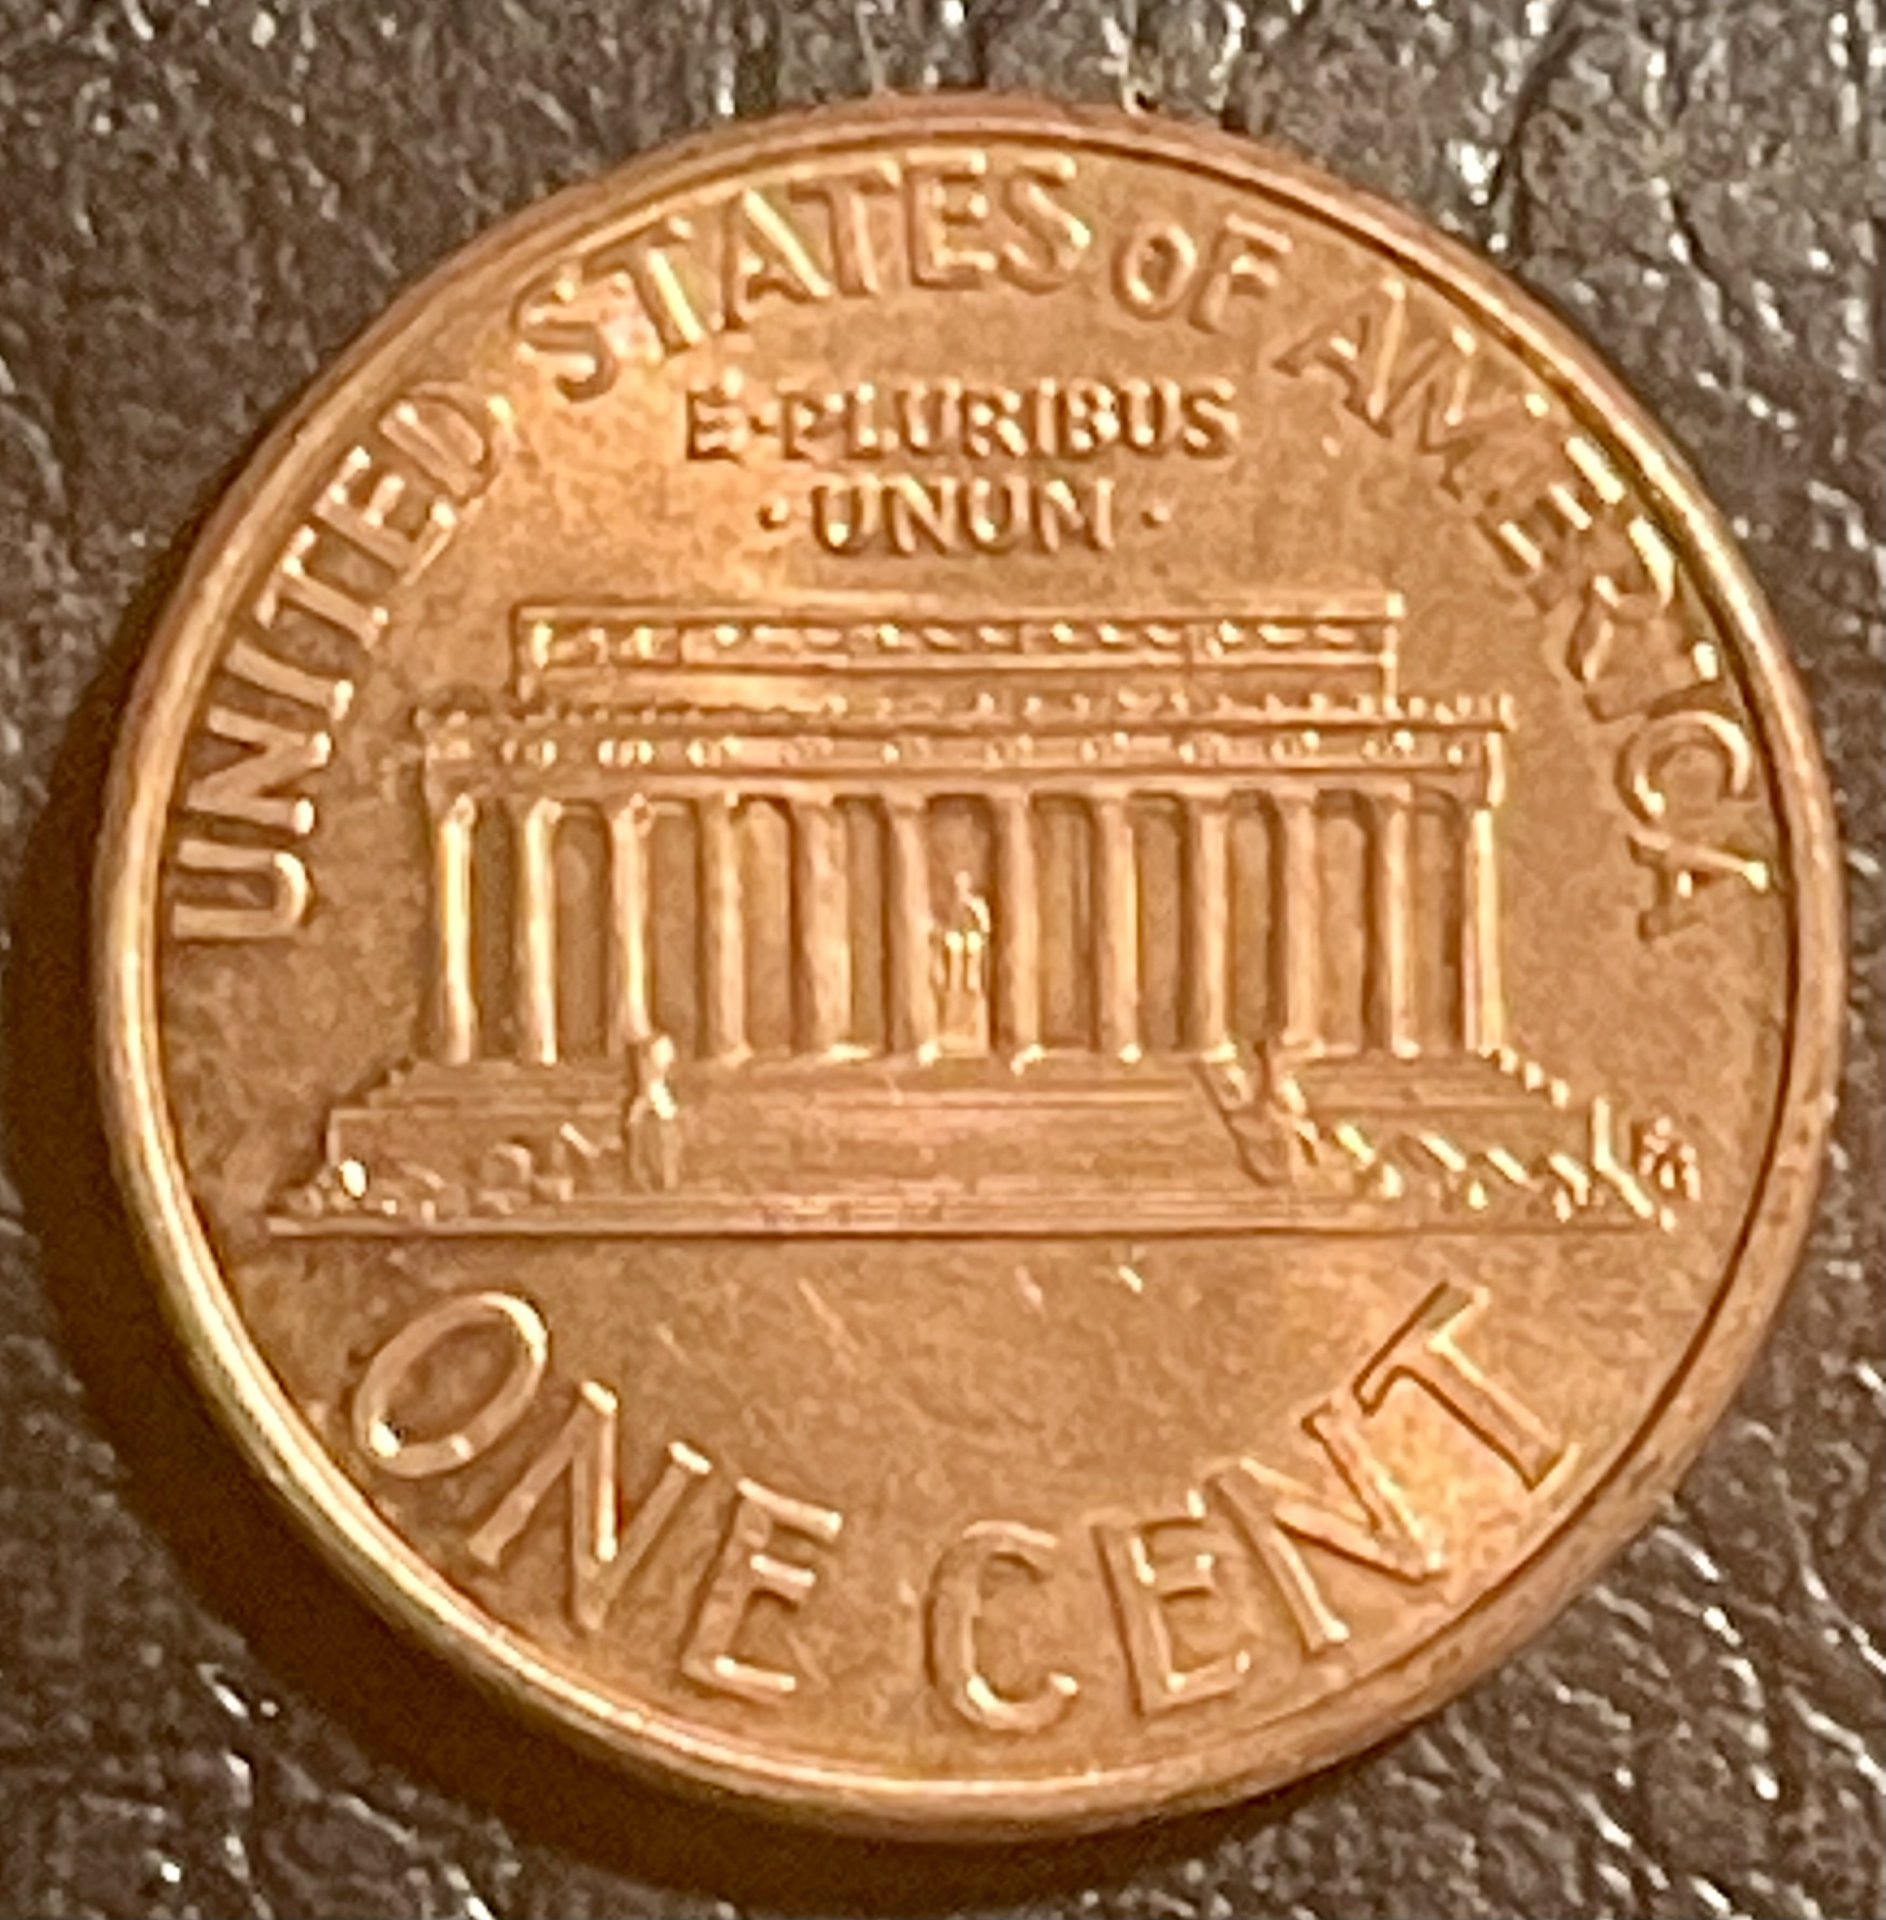 UNITED STATES OF AMERICA
E·PLURIBUS
·UNUM·
ONE CENT